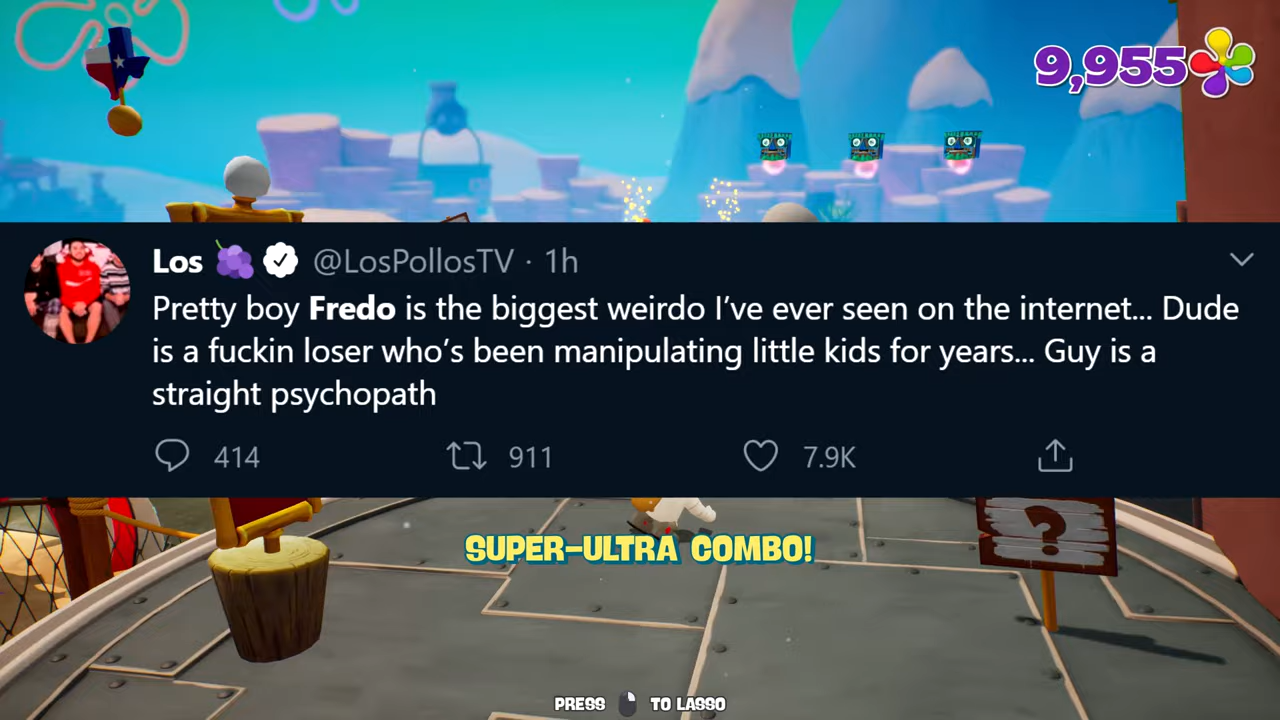 9,955
Los @LosPollosTV · 1h
Pretty boy Fredo is the biggest weirdo I've ever seen on the internet... Dude
is a fuckin loser who's been manipulating little kids for years... Guy is a
straight psychopath
414 911 7.9K
?
SUPER-ULTRA COMBO!
PRESS TO LASSO